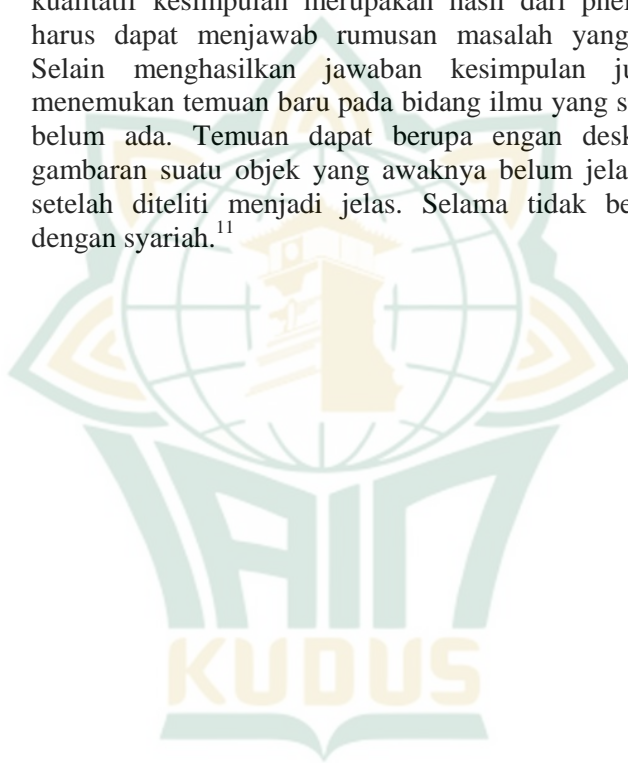 kualitatif kesimpulan merupakan hasil dari
harus dapat menjawab rumusan masalah yang
Selain menghasilkan jawaban kesimpulan
menemukan temuan baru pada bidang ilmu yang
belum ada. Temuan dapat berupa engan
gambaran suatu objek yang awaknya belum
setelah diteliti menjadi jelas. Selama tidak
dengan syariah.11
IAIN
KUDUS